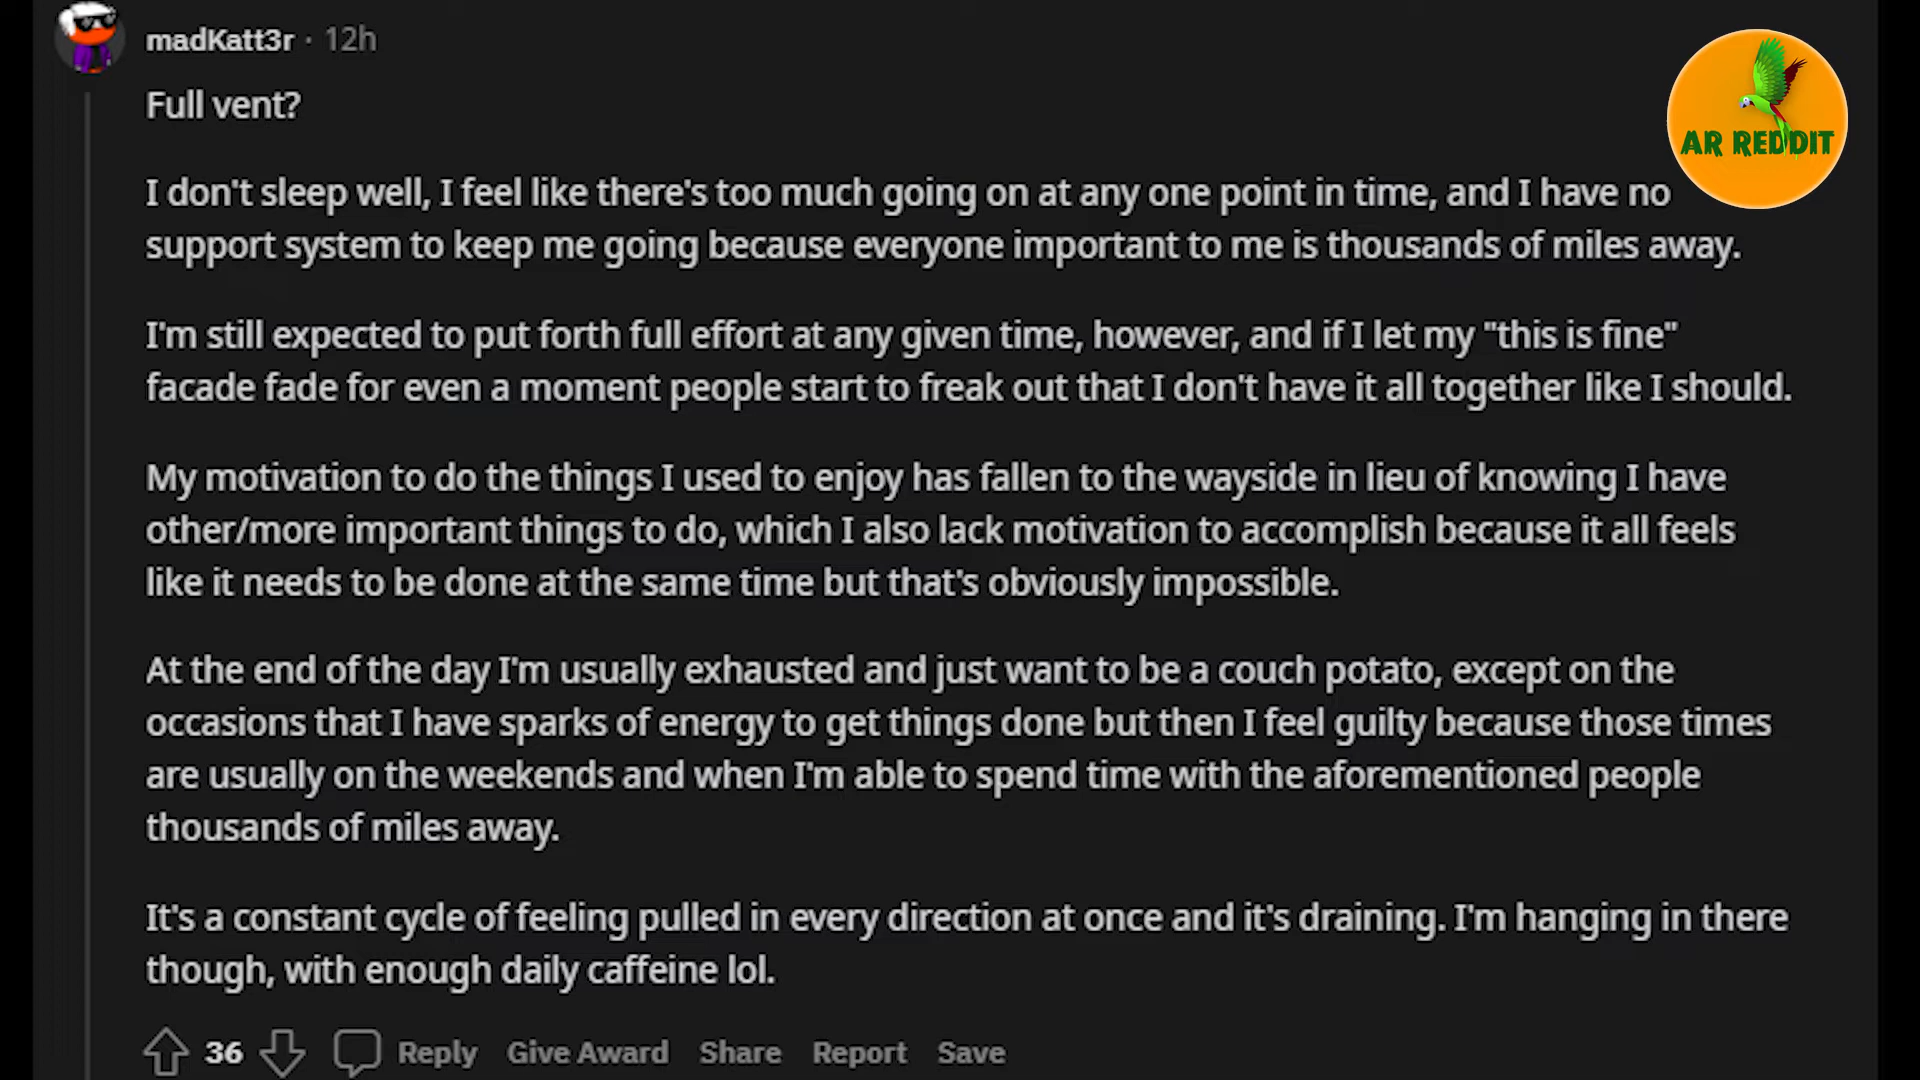 madKatt3r · 12h
AR REDDIT
Full vent?
I don't sleep well, I feel like there's too much going on at any one point in time, and I have no
support system to keep me going because everyone important to me is thousands of miles away.
I'm still expected to put forth full effort at any given time, however, and if I let my "this is fine"
facade fade for even a moment people start to freak out that I don't have it all together like I should.
My motivation to do the things I used to enjoy has fallen to the wayside in lieu of knowing I have
other/more important things to do, which I also lack motivation to accomplish because it all feels
like it needs to be done at the same time but that's obviously impossible.
At the end of the day I'm usually exhausted and just want to be a couch potato, except on the
occasions that I have sparks of energy to get things done but then I feel guilty because those times
are usually on the weekends and when I'm able to spend time with the aforementioned people
thousands of miles away.
It's a constant cycle of feeling pulled in every direction at once and it's draining. I'm hanging in there
though, with enough daily caffeine lol.
36 Reply Give Award Share Report Save